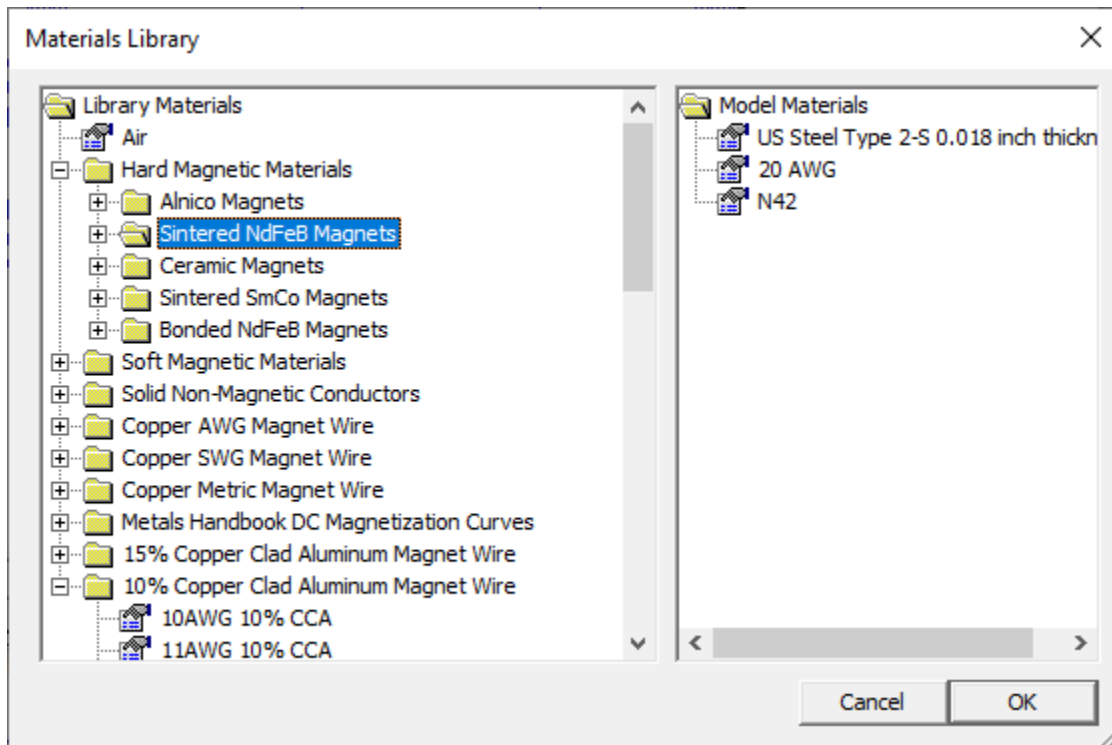 Materials Library
Library Materials
Air
Hard Magnetic Materials
Alnico Magnets
Sintered NdFeB Magnets
Ceramic Magnets
Sintered SmCo Magnets
Bonded NdFeB Magnets
Soft Magnetic Materials
Solid Non-Magnetic Conductors
Copper AWG Magnet Wire
Copper SWG Magnet Wire
Copper Metric Magnet Wire
Metals Handbook DC Magnetization Curves
15% Copper Clad Aluminum Magnet Wire
10% Copper Clad Aluminum Magnet Wire
10AWG 10% CCA
11AWG 10% CCA
Model Materials
US Steel Type 2-S 0.018 inch thickn
20 AWG
N42
Cancel
OK